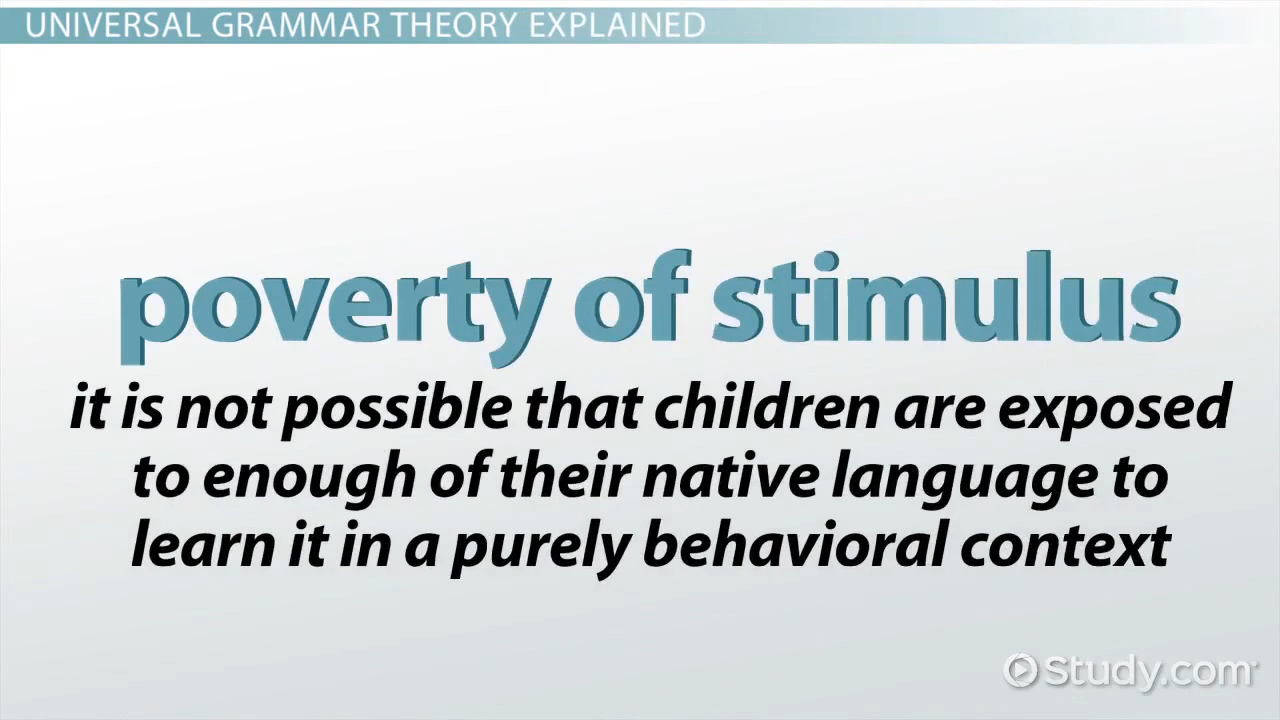 UNIVERSAL GRAMMAR THEORY EXPLAINED
poverty of stimulus
it is not possible that children are exposed
to enough of their native language to
learn it in a purely behavioral context
Study.com